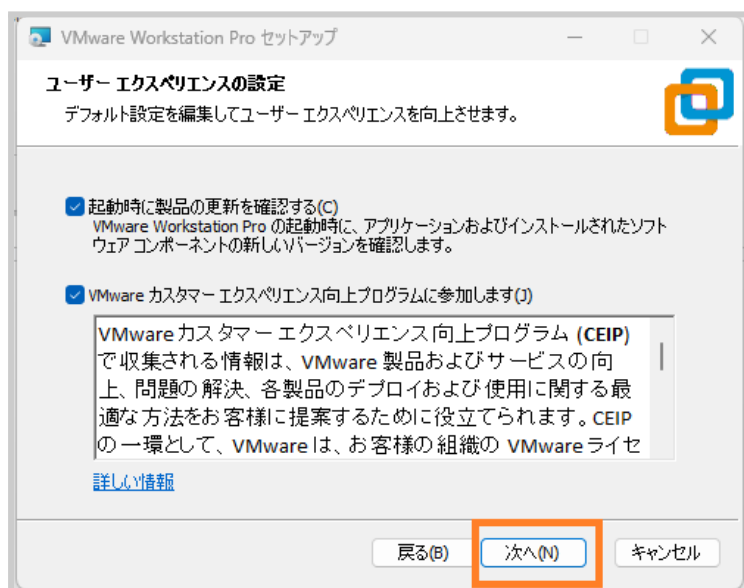 VMware Workstation Pro セットアップ
ユーザー エクスペリエンスの設定
デフォルト設定を編集してユーザー エクスペリエンスを向上させます。
起動時に製品の更新を確認する(C)
VMware Workstation Pro の起動時に、アプリケーションおよびインストールされたソフト
ウェア コンポーネントの新しいバージョンを確認します。
VMware カスタマー エクスペリエンス向上プログラムに参加します(J)
VMware カスタマー エクスペリエンス向上プログラム (CEIP)
で収集される情報は、VMware 製品およびサービスの向
上、問題の解決、各製品のデプロイおよび使用に関する最
適な方法をお客様に提案するために役立てられます。CEIP
の一環として、VMware は、お客様の組織の VMware ライセ
詳しい情報
戻る(B) 次へ(N) キャンセル